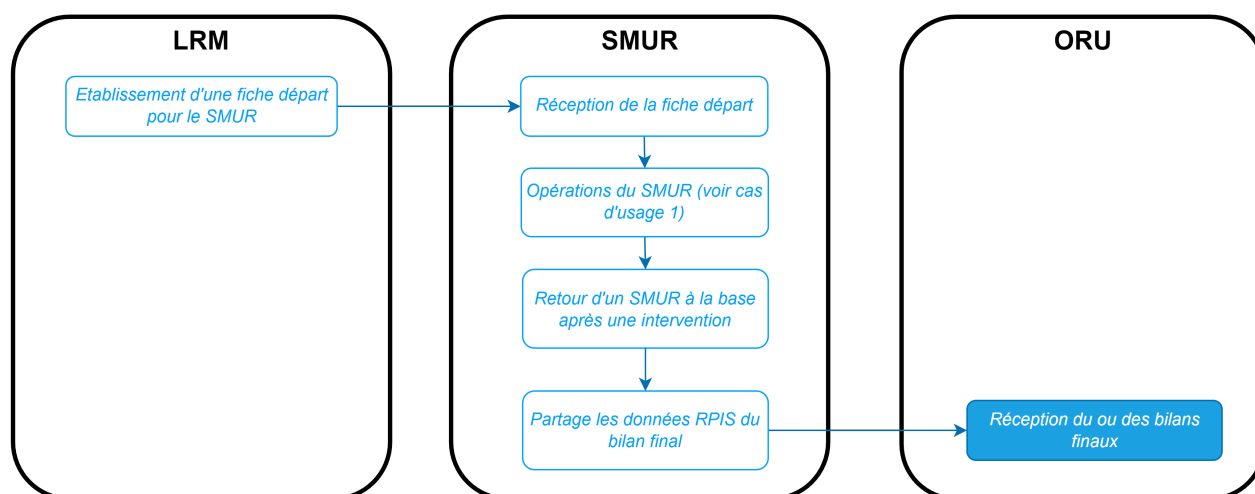 LRM
SMUR
ORU
Etablissement d'une fiche départ
pour le SMUR
Réception de la fiche départ
Opérations du SMUR (voir cas
d'usage 1)
Retour d'un SMUR à la base
après une intervention
Partage les données RPIS du
bilan final
Réception du ou des bilans
finaux